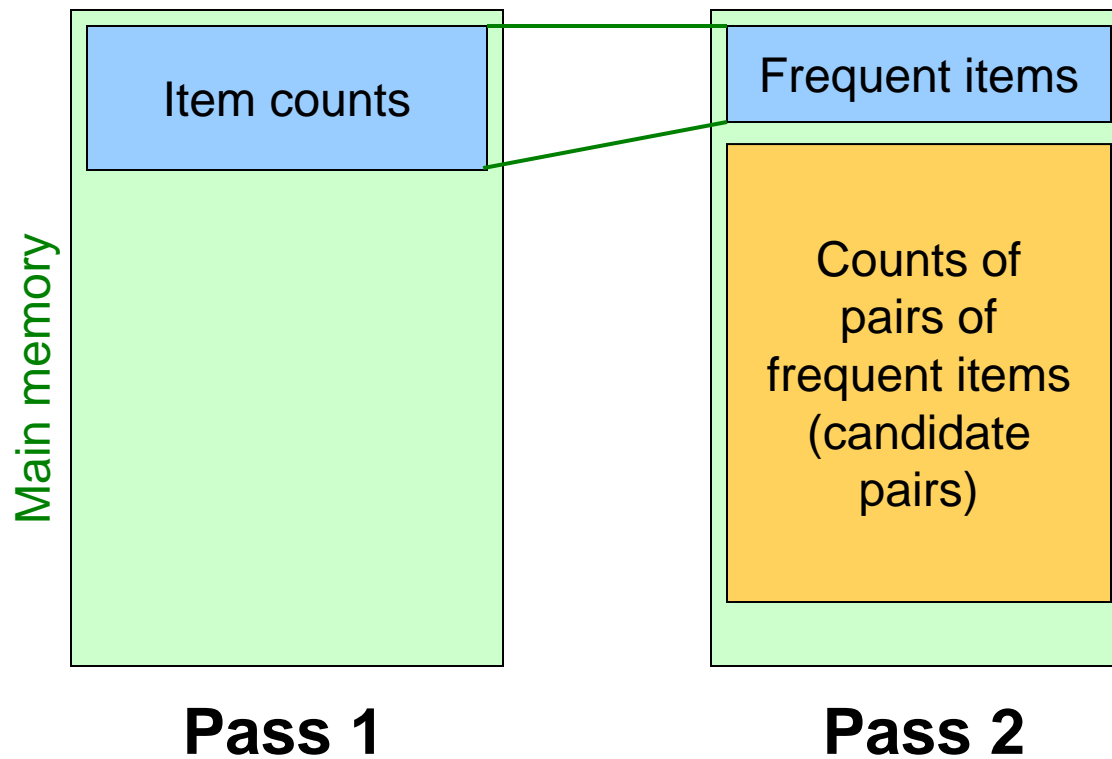 Main memory
Item counts
Frequent items
Counts of
pairs of
frequent items
(candidate
pairs)
Pass 1
Pass 2